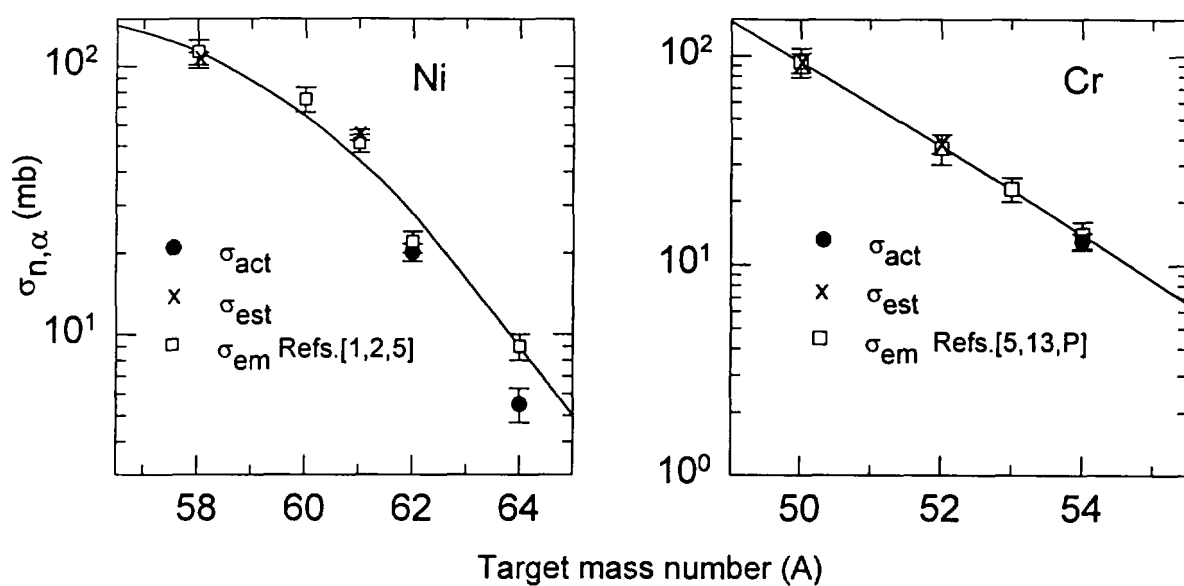 Ni
10²
10¹
σn,α (mb)
σact
σest
σem Refs.[1,2,5]
58 60 62 64
Cr
10²
10¹
10⁰
σact
σest
σem Refs.[5,13,P]
50 52 54
Target mass number (A)